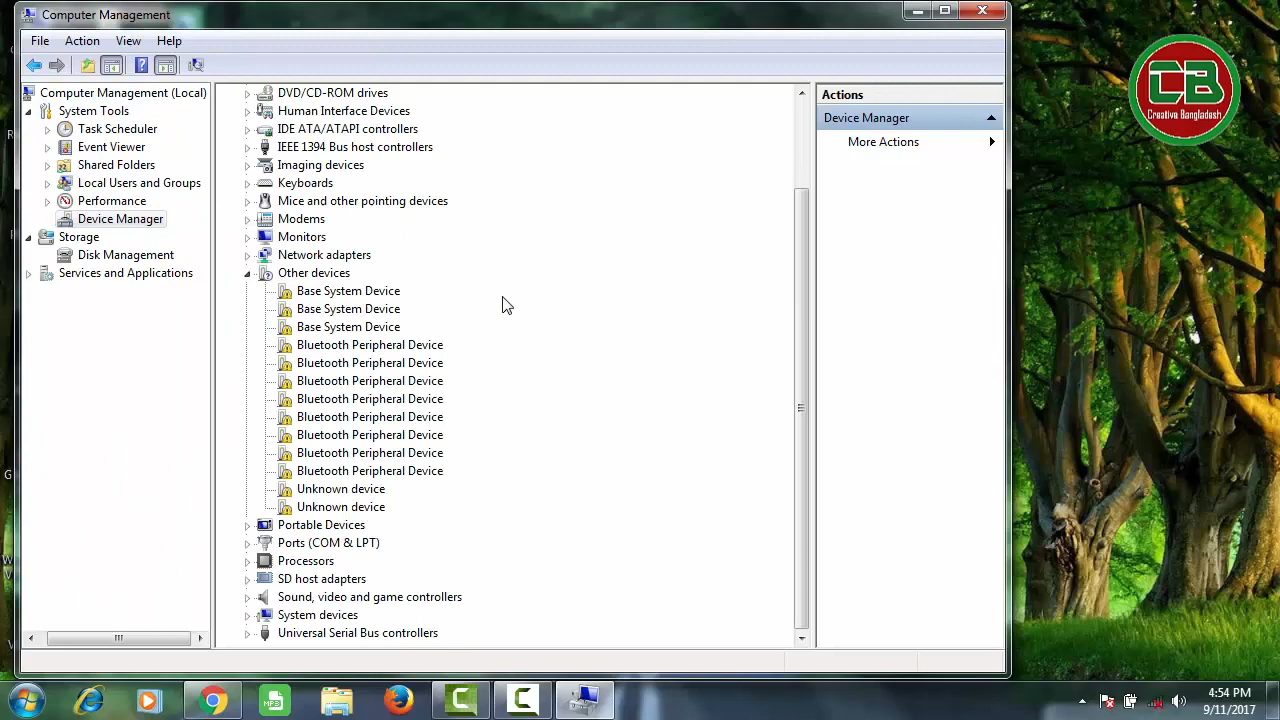 Computer Management
File Action View Help
Computer Management (Local)
System Tools
Task Scheduler
Event Viewer
Shared Folders
Local Users and Groups
Performance
Device Manager
Storage
Disk Management
Services and Applications
DVD/CD-ROM drives
Human Interface Devices
IDE ATA/ATAPI controllers
IEEE 1394 Bus host controllers
Imaging devices
Keyboards
Mice and other pointing devices
Modems
Monitors
Network adapters
Other devices
Base System Device
Base System Device
Base System Device
Bluetooth Peripheral Device
Bluetooth Peripheral Device
Bluetooth Peripheral Device
Bluetooth Peripheral Device
Bluetooth Peripheral Device
Bluetooth Peripheral Device
Bluetooth Peripheral Device
Bluetooth Peripheral Device
Unknown device
Unknown device
Portable Devices
Ports (COM & LPT)
Processors
SD host adapters
Sound, video and game controllers
System devices
Universal Serial Bus controllers
Actions
Device Manager
More Actions
CB
Creative Bangladesh
MP3
4:54 PM
9/11/2017